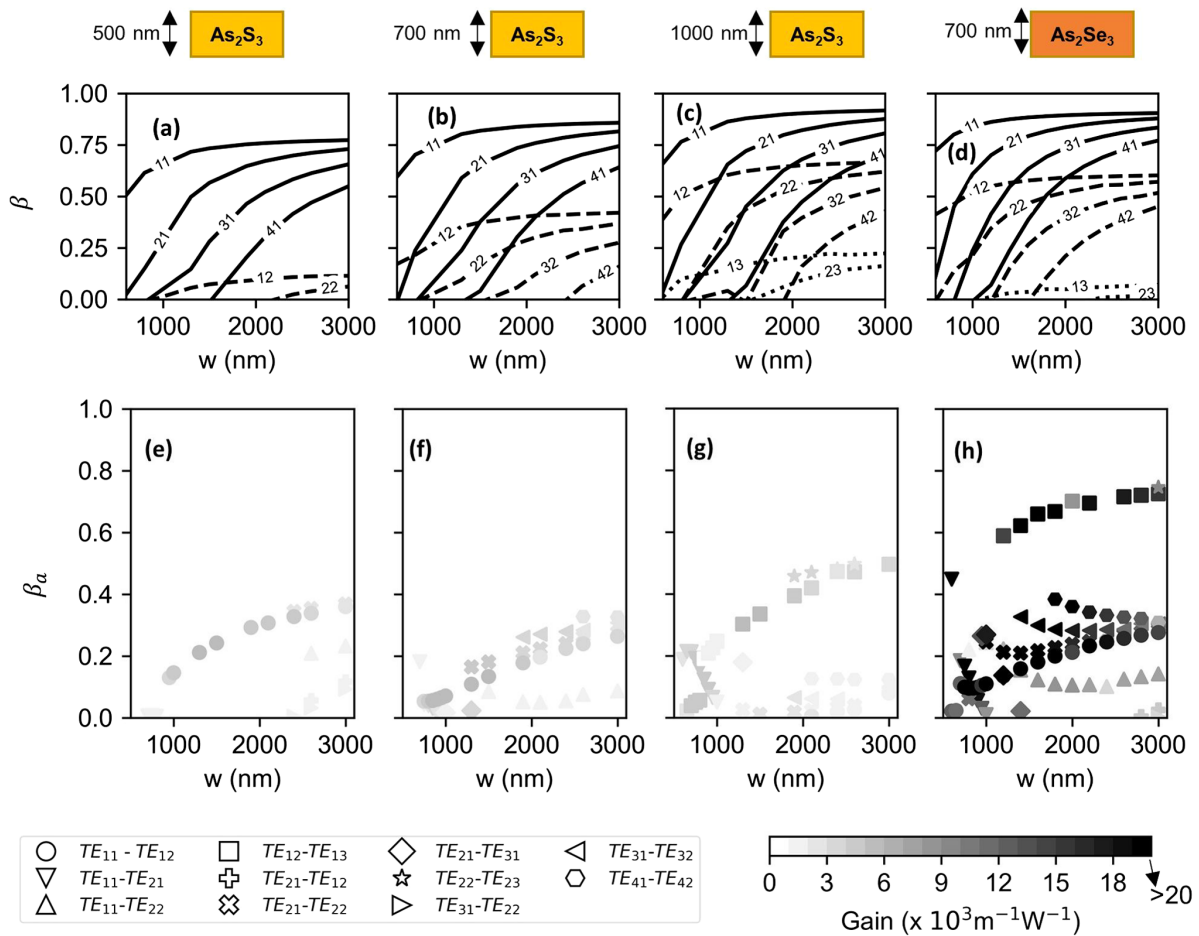 500 nm
As₂S₃
700 nm
As₂S₃
1000 nm
As₂S₃
700 nm
As₂Se₃
β
1.00
0.75
0.50
0.25
0.00
(a)
11
21
31
41
12
22
1000
2000
3000
w (nm)
(b)
11
21
31
41
12
22
32
42
1000
2000
3000
w (nm)
(c)
11
21
31
41
12
22
32
42
13
23
1000
2000
3000
w (nm)
(d)
11
21
31
41
12
22
32
42
13
23
1000
2000
3000
w(nm)
βₐ
1.0
0.8
0.6
0.4
0.2
0.0
(e)
1000
2000
3000
w (nm)
(f)
1000
2000
3000
w (nm)
(g)
1000
2000
3000
w (nm)
(h)
1000
2000
3000
w (nm)
TE₁₁ - TE₁₂
TE₁₁-TE₂₁
TE₁₁-TE₂₂
TE₁₂-TE₁₃
TE₂₁-TE₁₂
TE₂₁-TE₂₂
TE₂₁-TE₃₁
TE₂₂-TE₂₃
TE₃₁-TE₂₂
TE₃₁-TE₃₂
TE₄₁-TE₄₂
0 3 6 9 12 15 18 >20
Gain (x 10³m⁻¹W⁻¹)